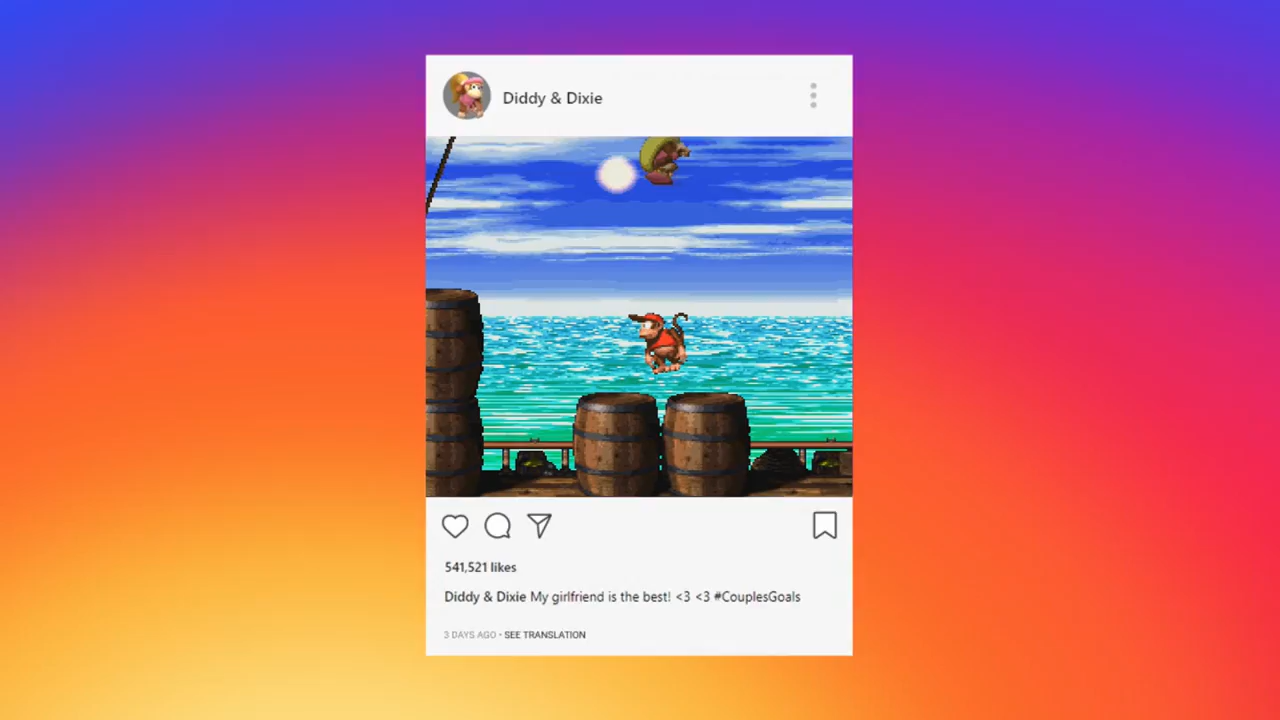 Diddy & Dixie
541,521 likes
Diddy & Dixie My girlfriend is the best! <3 <3 #CouplesGoals
3 DAYS AGO • SEE TRANSLATION